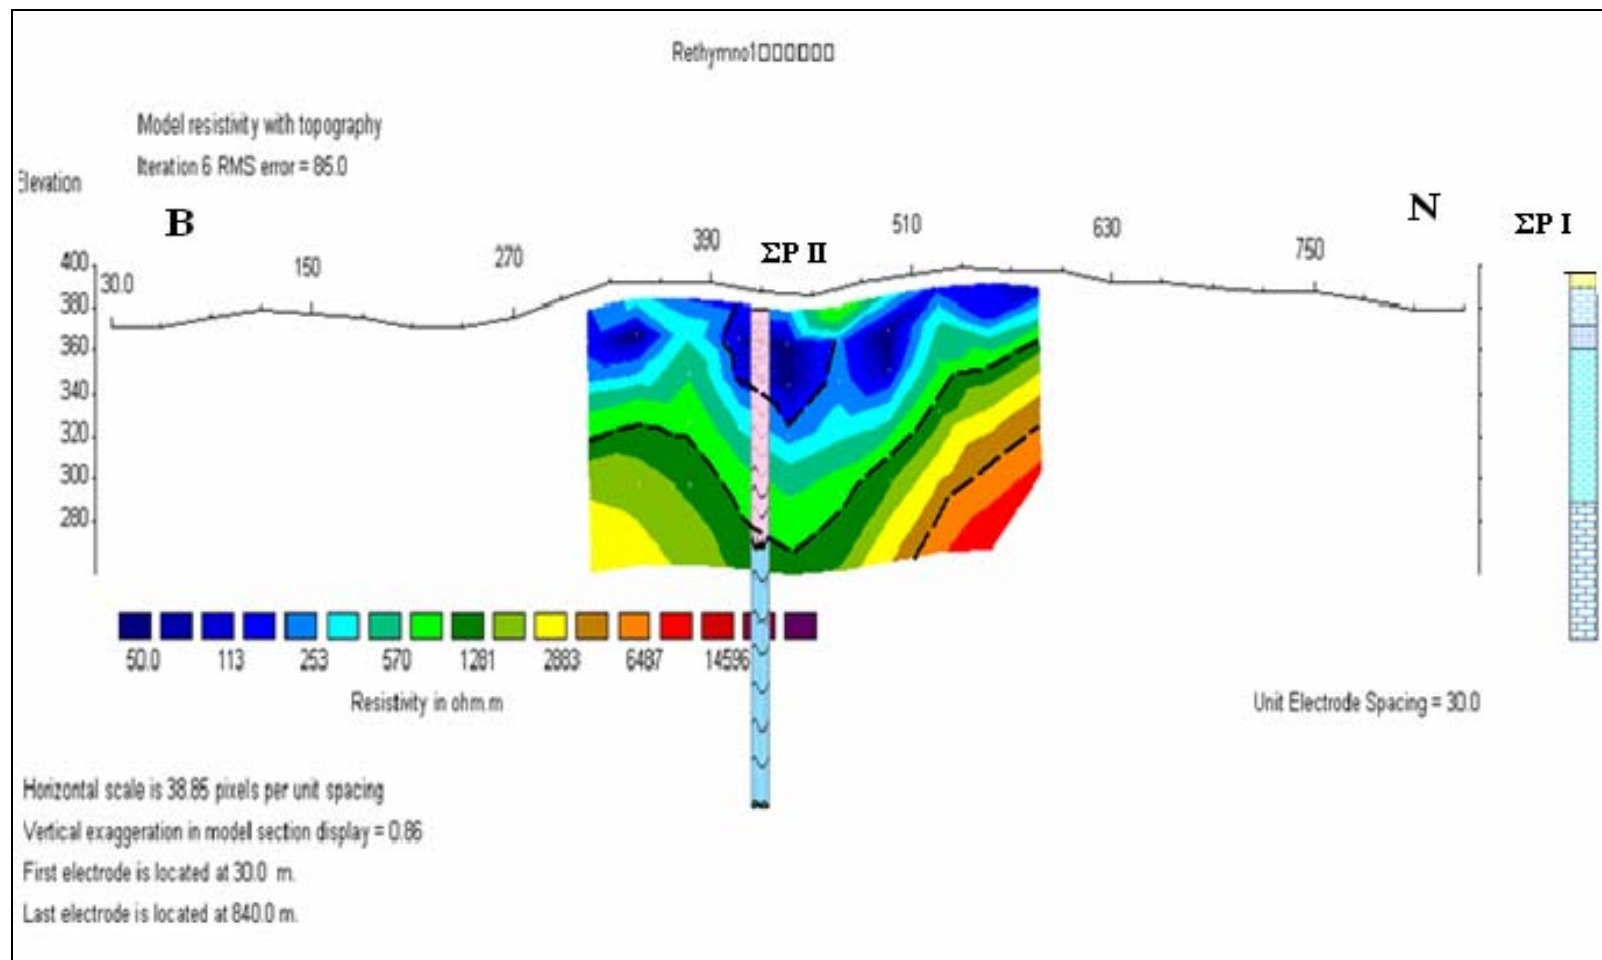 Rethymno1□□□□□□
Model resistivity with topography
Iteration 6 RMS error = 85.0
Elevation
B
N
ΣΡ Ι
ΣΡ ΙΙ
30.0 150 270 390 510 630 750
400
380
360
340
320
300
280
50.0 113 253 570 1281 2883 6487 14596
Resistivity in ohm.m
Unit Electrode Spacing = 30.0
Horizontal scale is 38.85 pixels per unit spacing
Vertical exaggeration in model section display = 0.86
First electrode is located at 30.0 m.
Last electrode is located at 840.0 m.